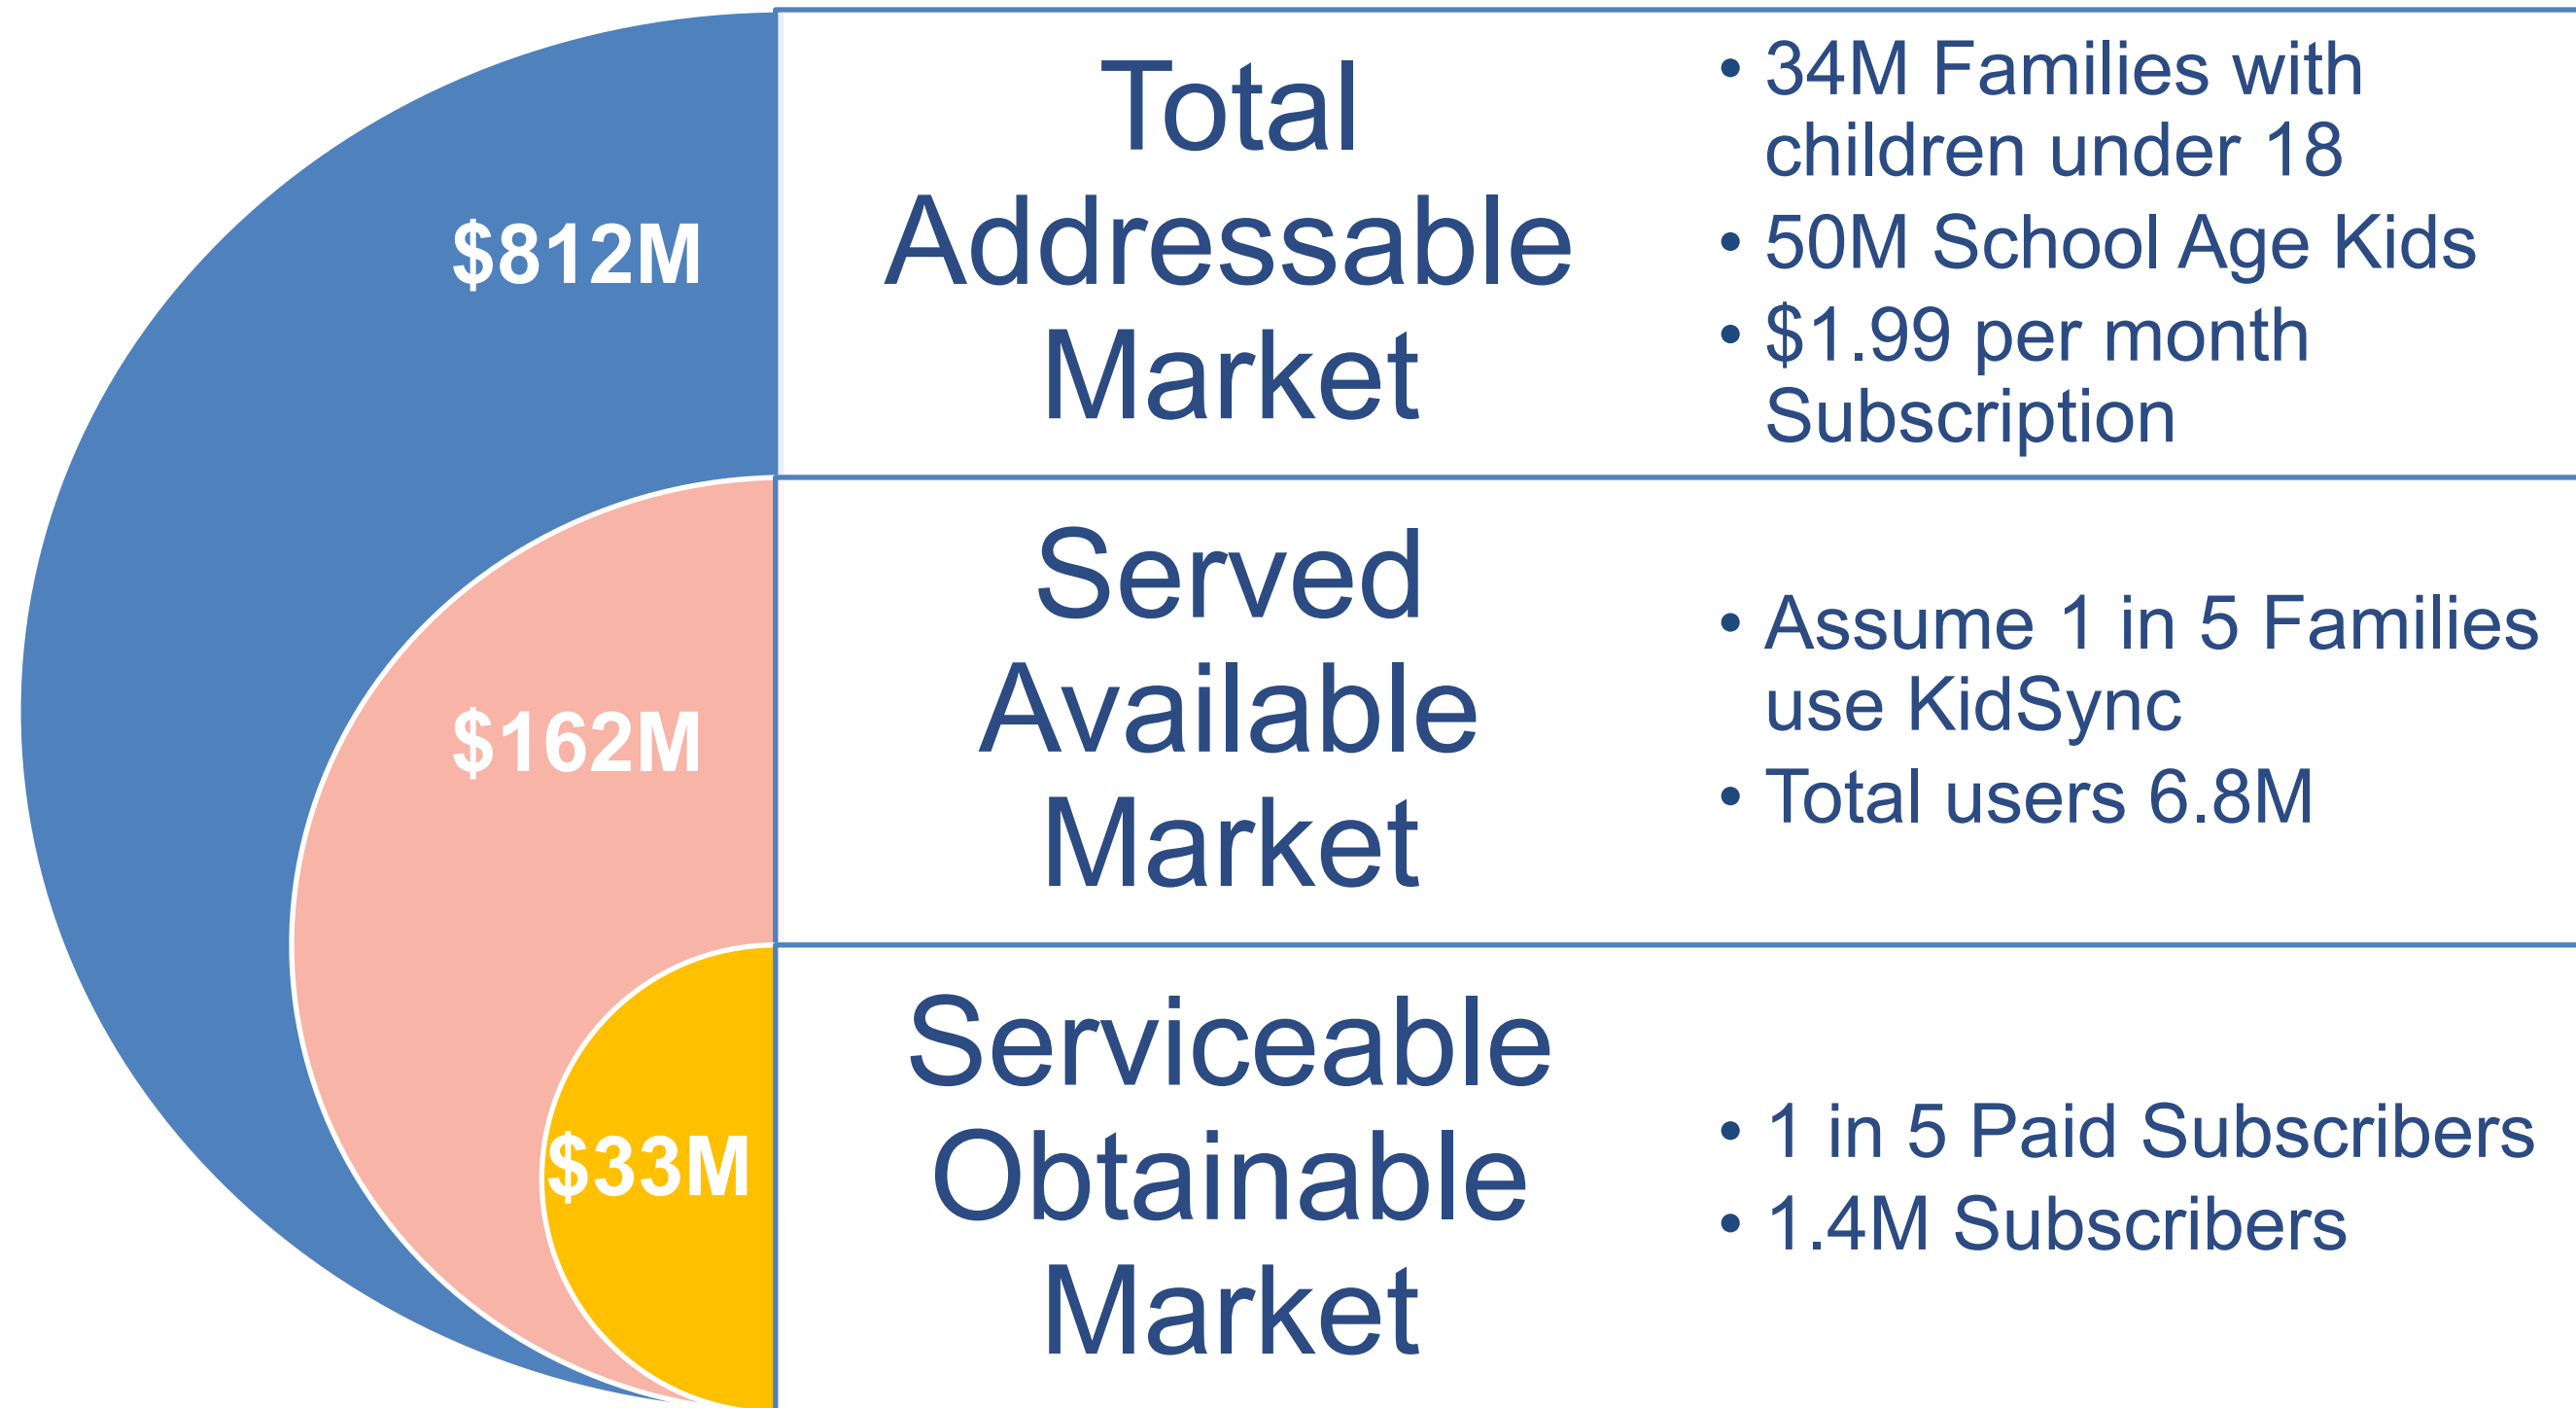 $812M
Total
Addressable
Market
• 34M Families with
children under 18
• 50M School Age Kids
• $1.99 per month
Subscription
$162M
Served
Available
Market
• Assume 1 in 5 Families
use KidSync
• Total users 6.8M
$33M
Serviceable
Obtainable
Market
• 1 in 5 Paid Subscribers
• 1.4M Subscribers